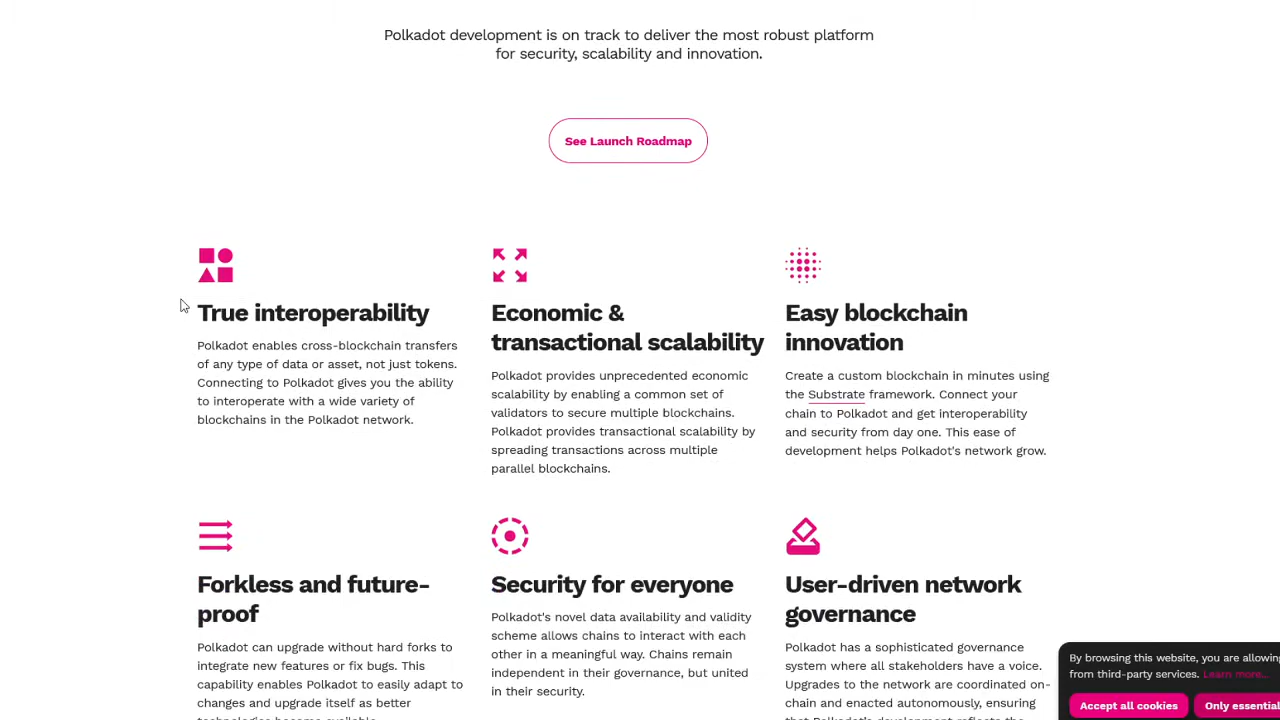 Polkadot development is on track to deliver the most robust platform
for security, scalability and innovation.
See Launch Roadmap
True interoperability
Polkadot enables cross-blockchain transfers
of any type of data or asset, not just tokens.
Connecting to Polkadot gives you the ability
to interoperate with a wide variety of
blockchains in the Polkadot network.
Economic &
transactional scalability
Polkadot provides unprecedented economic
scalability by enabling a common set of
validators to secure multiple blockchains.
Polkadot provides transactional scalability by
spreading transactions across multiple
parallel blockchains.
Easy blockchain
innovation
Create a custom blockchain in minutes using
the Substrate framework. Connect your
chain to Polkadot and get interoperability
and security from day one. This ease of
development helps Polkadot's network grow.
Forkless and future-
proof
Polkadot can upgrade without hard forks to
integrate new features or fix bugs. This
capability enables Polkadot to easily adapt to
changes and upgrade itself as better
Security for everyone
Polkadot's novel data availability and validity
scheme allows chains to interact with each
other in a meaningful way. Chains remain
independent in their governance, but united
in their security.
User-driven network
governance
Polkadot has a sophisticated governance
system where all stakeholders have a voice.
Upgrades to the network are coordinated on-
chain and enacted autonomously, ensuring
By browsing this website, you are allowing
from third-party services. Learn more...
Accept all cookies
Only essential